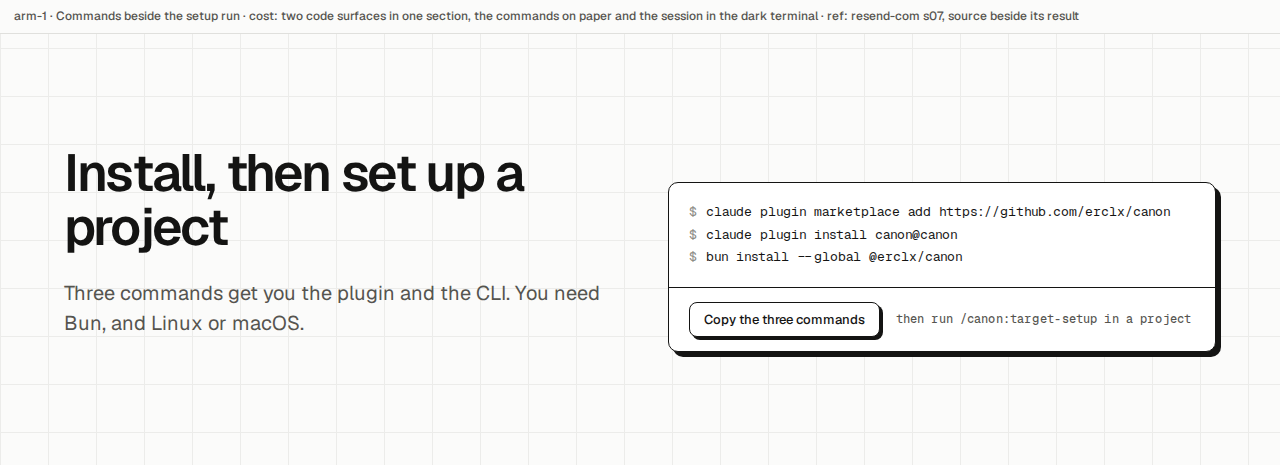 arm-1 · Commands beside the setup run · cost: two code surfaces in one section, the commands on paper and the session in the dark terminal · ref: resend-com s07, source beside its result
Install, then set up a
project
Three commands get you the plugin and the CLI. You need
Bun, and Linux or macOS.
$ claude plugin marketplace add https://github.com/erclx/canon
$ claude plugin install canon@canon
$ bun install --global @erclx/canon
Copy the three commands
then run /canon:target-setup in a project